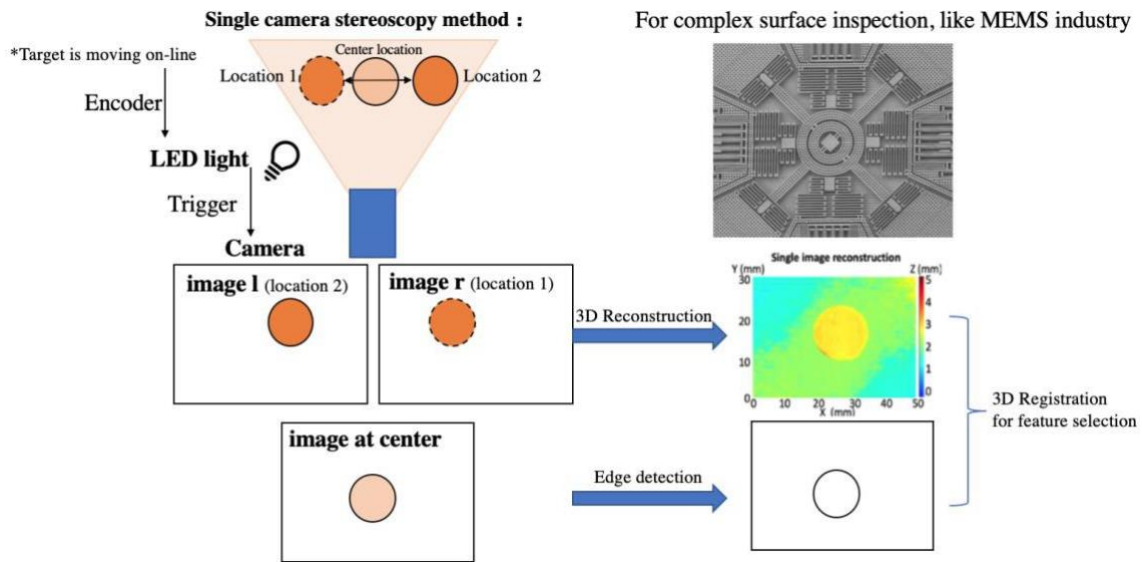 Single camera stereoscopy method：
For complex surface inspection, like MEMS industry
*Target is moving on-line
Center location
Location 1
Location 2
Encoder
LED light
Trigger
Camera
image l (location 2)
image r (location 1)
3D Reconstruction
Single image reconstruction
Y (mm)
Z (mm)
30
20
10
0
5
4
3
2
1
0
0 10 20 30 40 50
X (mm)
3D Registration
for feature selection
image at center
Edge detection